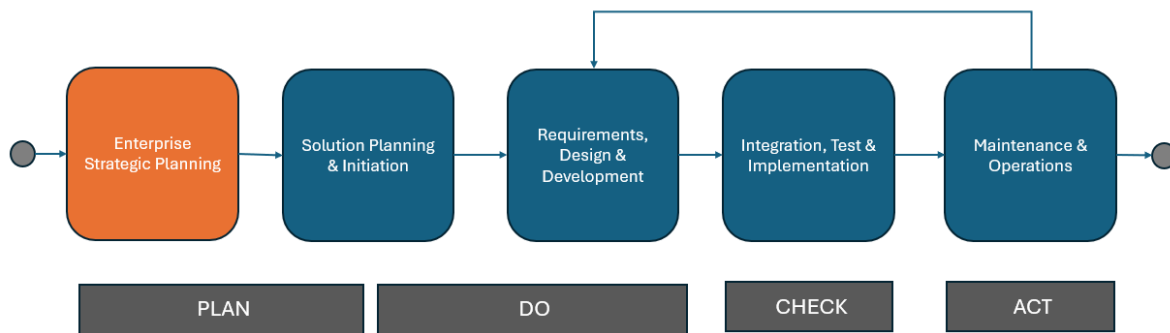 Enterprise
Strategic Planning
Solution Planning
& Initiation
Requirements,
Design &
Development
Integration, Test &
Implementation
Maintenance &
Operations
PLAN
DO
CHECK
ACT